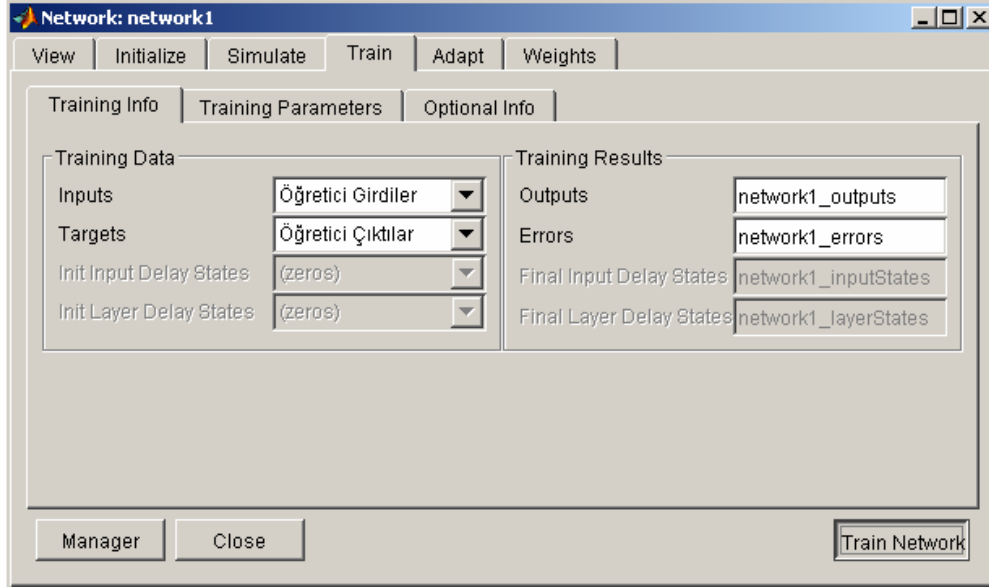 Network: network1
View Initialize Simulate Train Adapt Weights
Training Info Training Parameters Optional Info
Training Data
Inputs Öğretici Girdiler
Targets Öğretici Çıktılar
Init Input Delay States (zeros)
Init Layer Delay States (zeros)
Training Results
Outputs network1_outputs
Errors network1_errors
Final Input Delay States network1_inputStates
Final Layer Delay States network1_layerStates
Manager Close Train Network